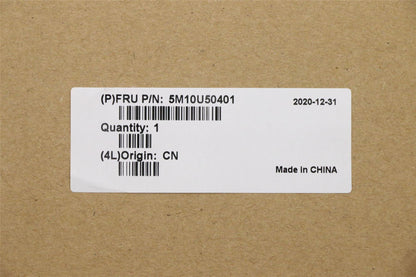 (P)FRU P/N: 5M10U50401
2020-12-31
Quantity: 1
(4L)Origin: CN
Made in CHINA